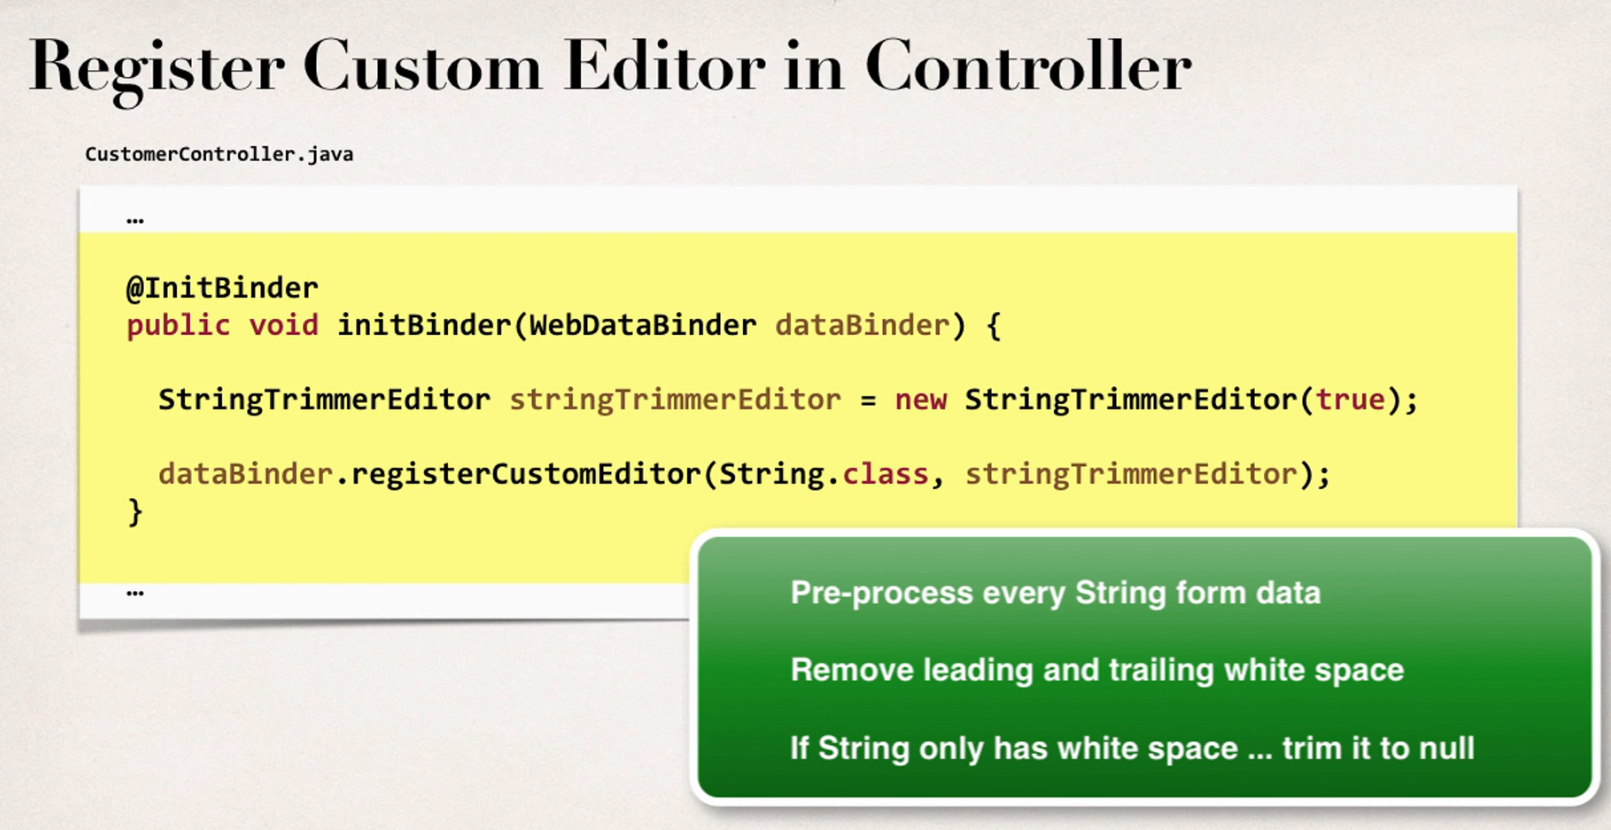 Register Custom Editor in Controller
CustomerController.java
…
@InitBinder
public void initBinder(WebDataBinder dataBinder) {
StringTrimmerEditor stringTrimmerEditor = new StringTrimmerEditor(true);
dataBinder.registerCustomEditor(String.class, stringTrimmerEditor);
}
…
Pre-process every String form data
Remove leading and trailing white space
If String only has white space ... trim it to null